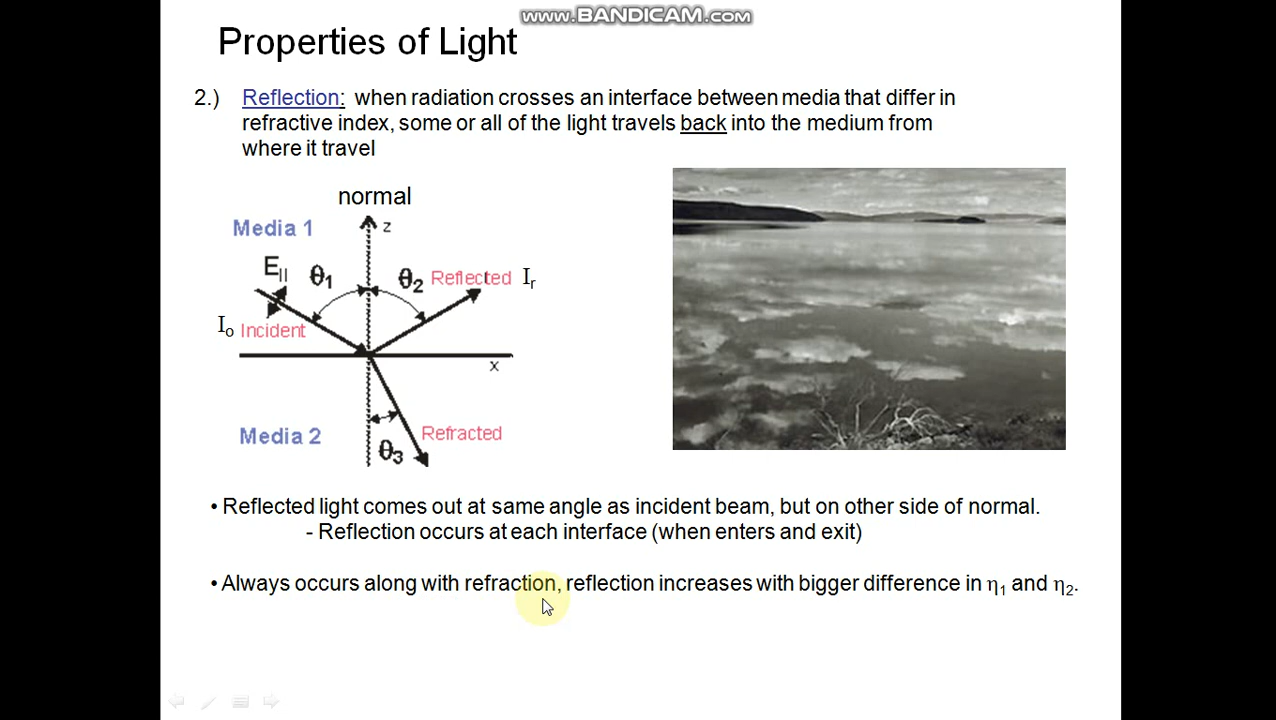 www.BANDICAM.com
Properties of Light
2.) Reflection: when radiation crosses an interface between media that differ in
refractive index, some or all of the light travels back into the medium from
where it travel
normal
Media 1
z
E||
θ1
θ2
Reflected
Ir
Io
Incident
x
Media 2
θ3
Refracted
• Reflected light comes out at same angle as incident beam, but on other side of normal.
- Reflection occurs at each interface (when enters and exit)
• Always occurs along with refraction, reflection increases with bigger difference in η1 and η2.